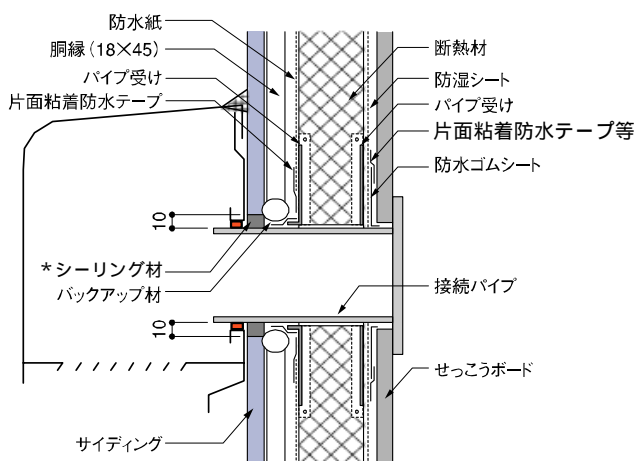 防水紙
胴縁(18×45)
パイプ受け
片面粘着防水テープ
断熱材
防湿シート
パイプ受け
片面粘着防水テープ等
防水ゴムシート
10
*シーリング材
バックアップ材
接続パイプ
10
せっこうボード
サイディング